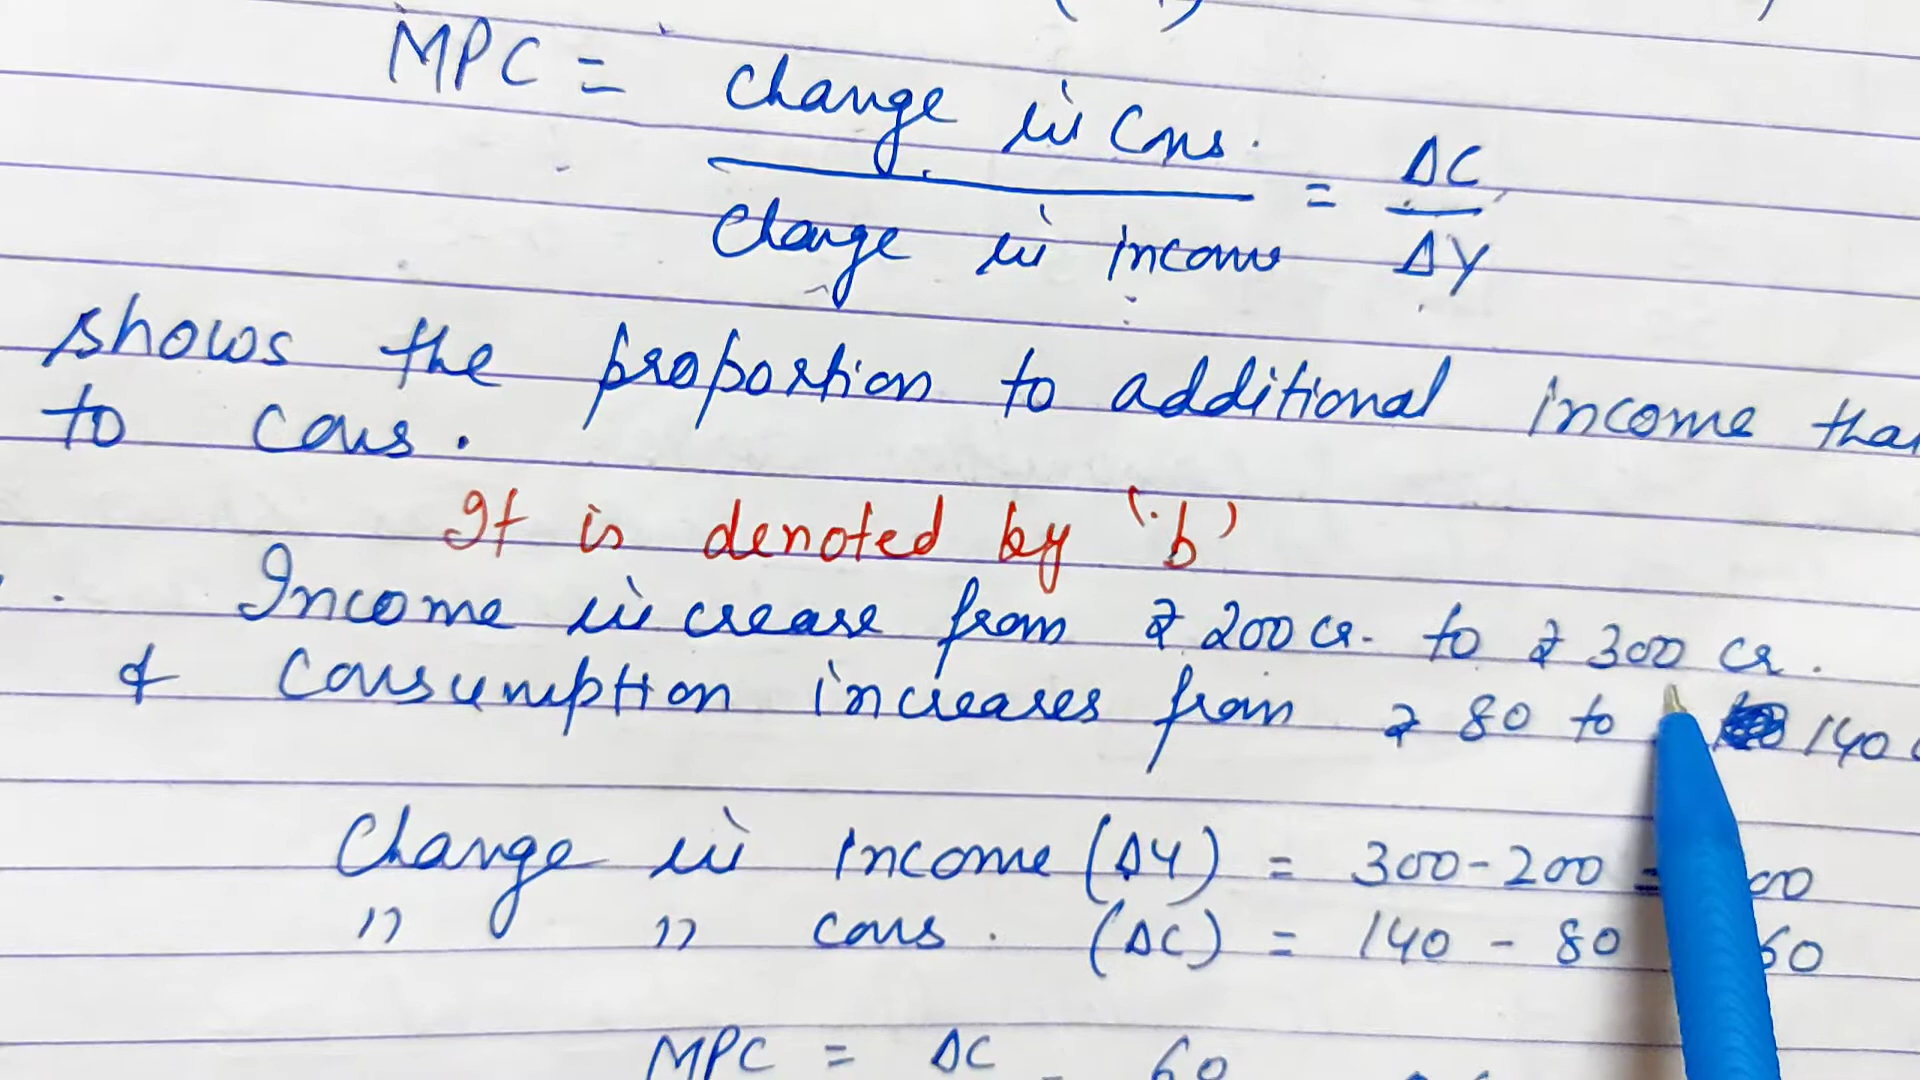 MPC = Change in Cons. / Change in income = ΔC / ΔY
shows the proportion to additional income
to cons.
It is denoted by 'b'
Income increase from ₹ 200 cr. to ₹ 300 cr.
& Consumption increases from ₹ 80 to 140
Change in income (ΔY) = 300 - 200
" " cons. (ΔC) = 140 - 80 60
MPC = ΔC 60